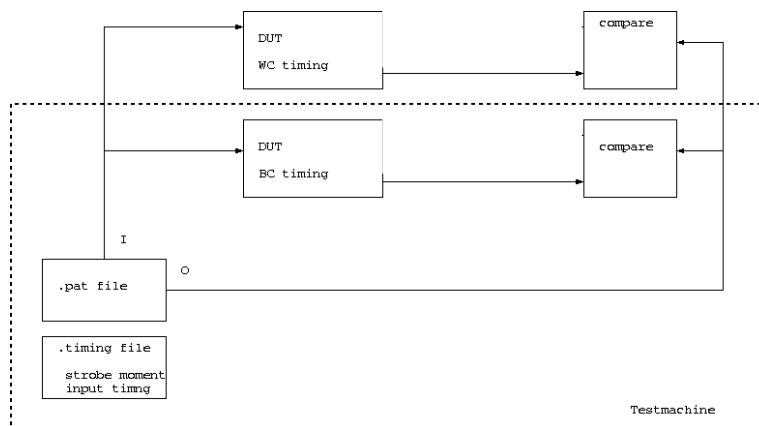 DUT
WC timing
compare
DUT
BC timing
compare
I
O
.pat file
.timing file
strobe moment
input timng
Testmachine